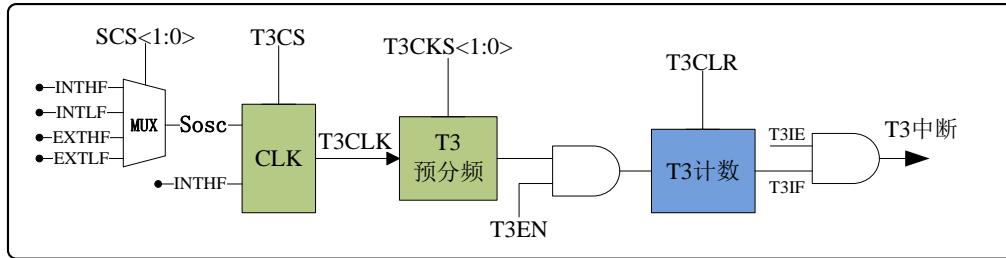 SCS<1:0>
T3CS
T3CKS<1:0>
T3CLR
INTHF
INTLF
EXTHF
EXTLF
MUX
Sosc
INTHF
CLK
T3CLK
T3
预分频
T3EN
T3计数
T3IE
T3IF
T3中断